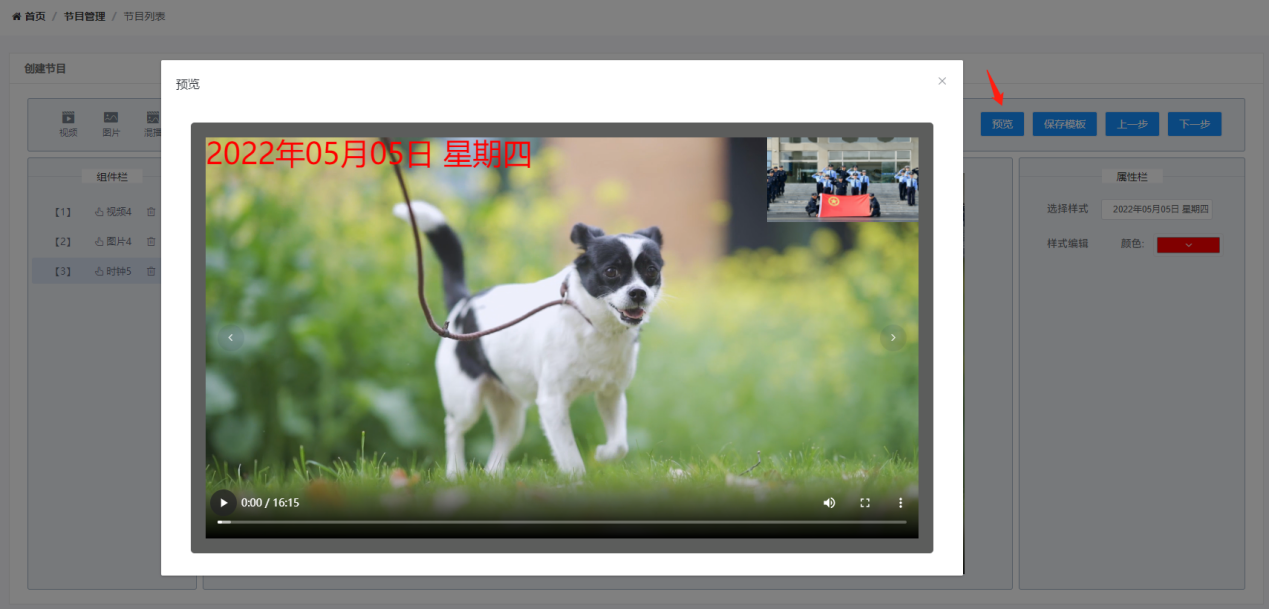 首页 / 节目管理 / 节目列表
创建节目
预览
视频 图片 混播
预览 保存模板 上一步 下一步
组件栏
【1】 视频4
【2】 图片4
【3】 时钟5
2022年05月05日 星期四
0:00 / 16:15
属性栏
选择样式 2022年05月05日 星期四
样式编辑 颜色: